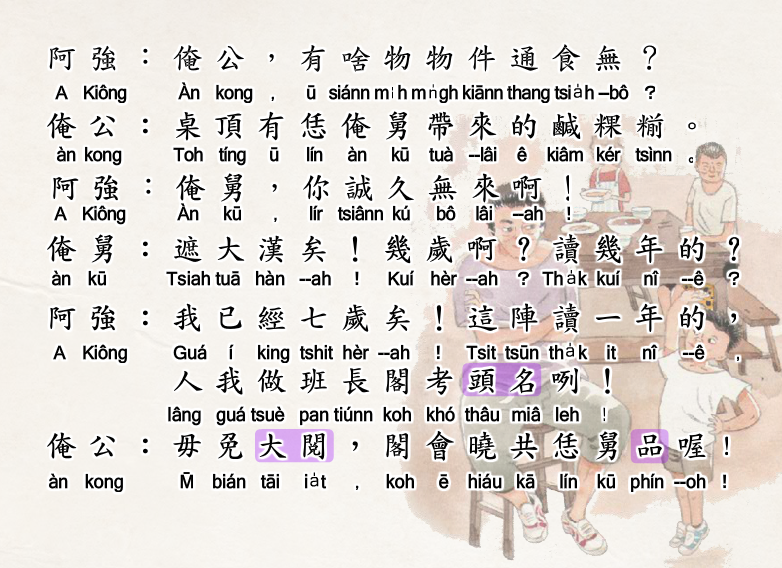 阿強：俺公，有啥物物件通食無？
A Kiông Àn kong , ū siánn mi̍h mn̍gh kiānn thang tsia̍h --bô ?
俺公：桌頂有恁俺舅帶來的鹹粿糋。
àn kong Toh tíng ū lín àn kū tuà --lâi ê kiâm kér tsìnn 。
阿強：俺舅，你誠久無來啊！
A Kiông Àn kū , lír tsiânn kú bô lâi --ah !
俺舅：遮大漢矣！幾歲啊？讀幾年的？
àn kū Tsiah tuā hàn --ah ! Kuí hèr --ah ? Tha̍k kuí nî --ê ?
阿強：我已經七歲矣！這陣讀一年的，
A Kiông Guá í king tshit hèr --ah ! Tsit tsūn tha̍k it nî --ê ,
人我做班長閣考頭名咧！
lâng guá tsuè pan tiúnn koh khó thâu miâ leh !
俺公：毋免大閱，閣會曉共恁舅品喔！
àn kong M̄ bián tāi ia̍t , koh ē hiáu kā lín kū phín --oh !